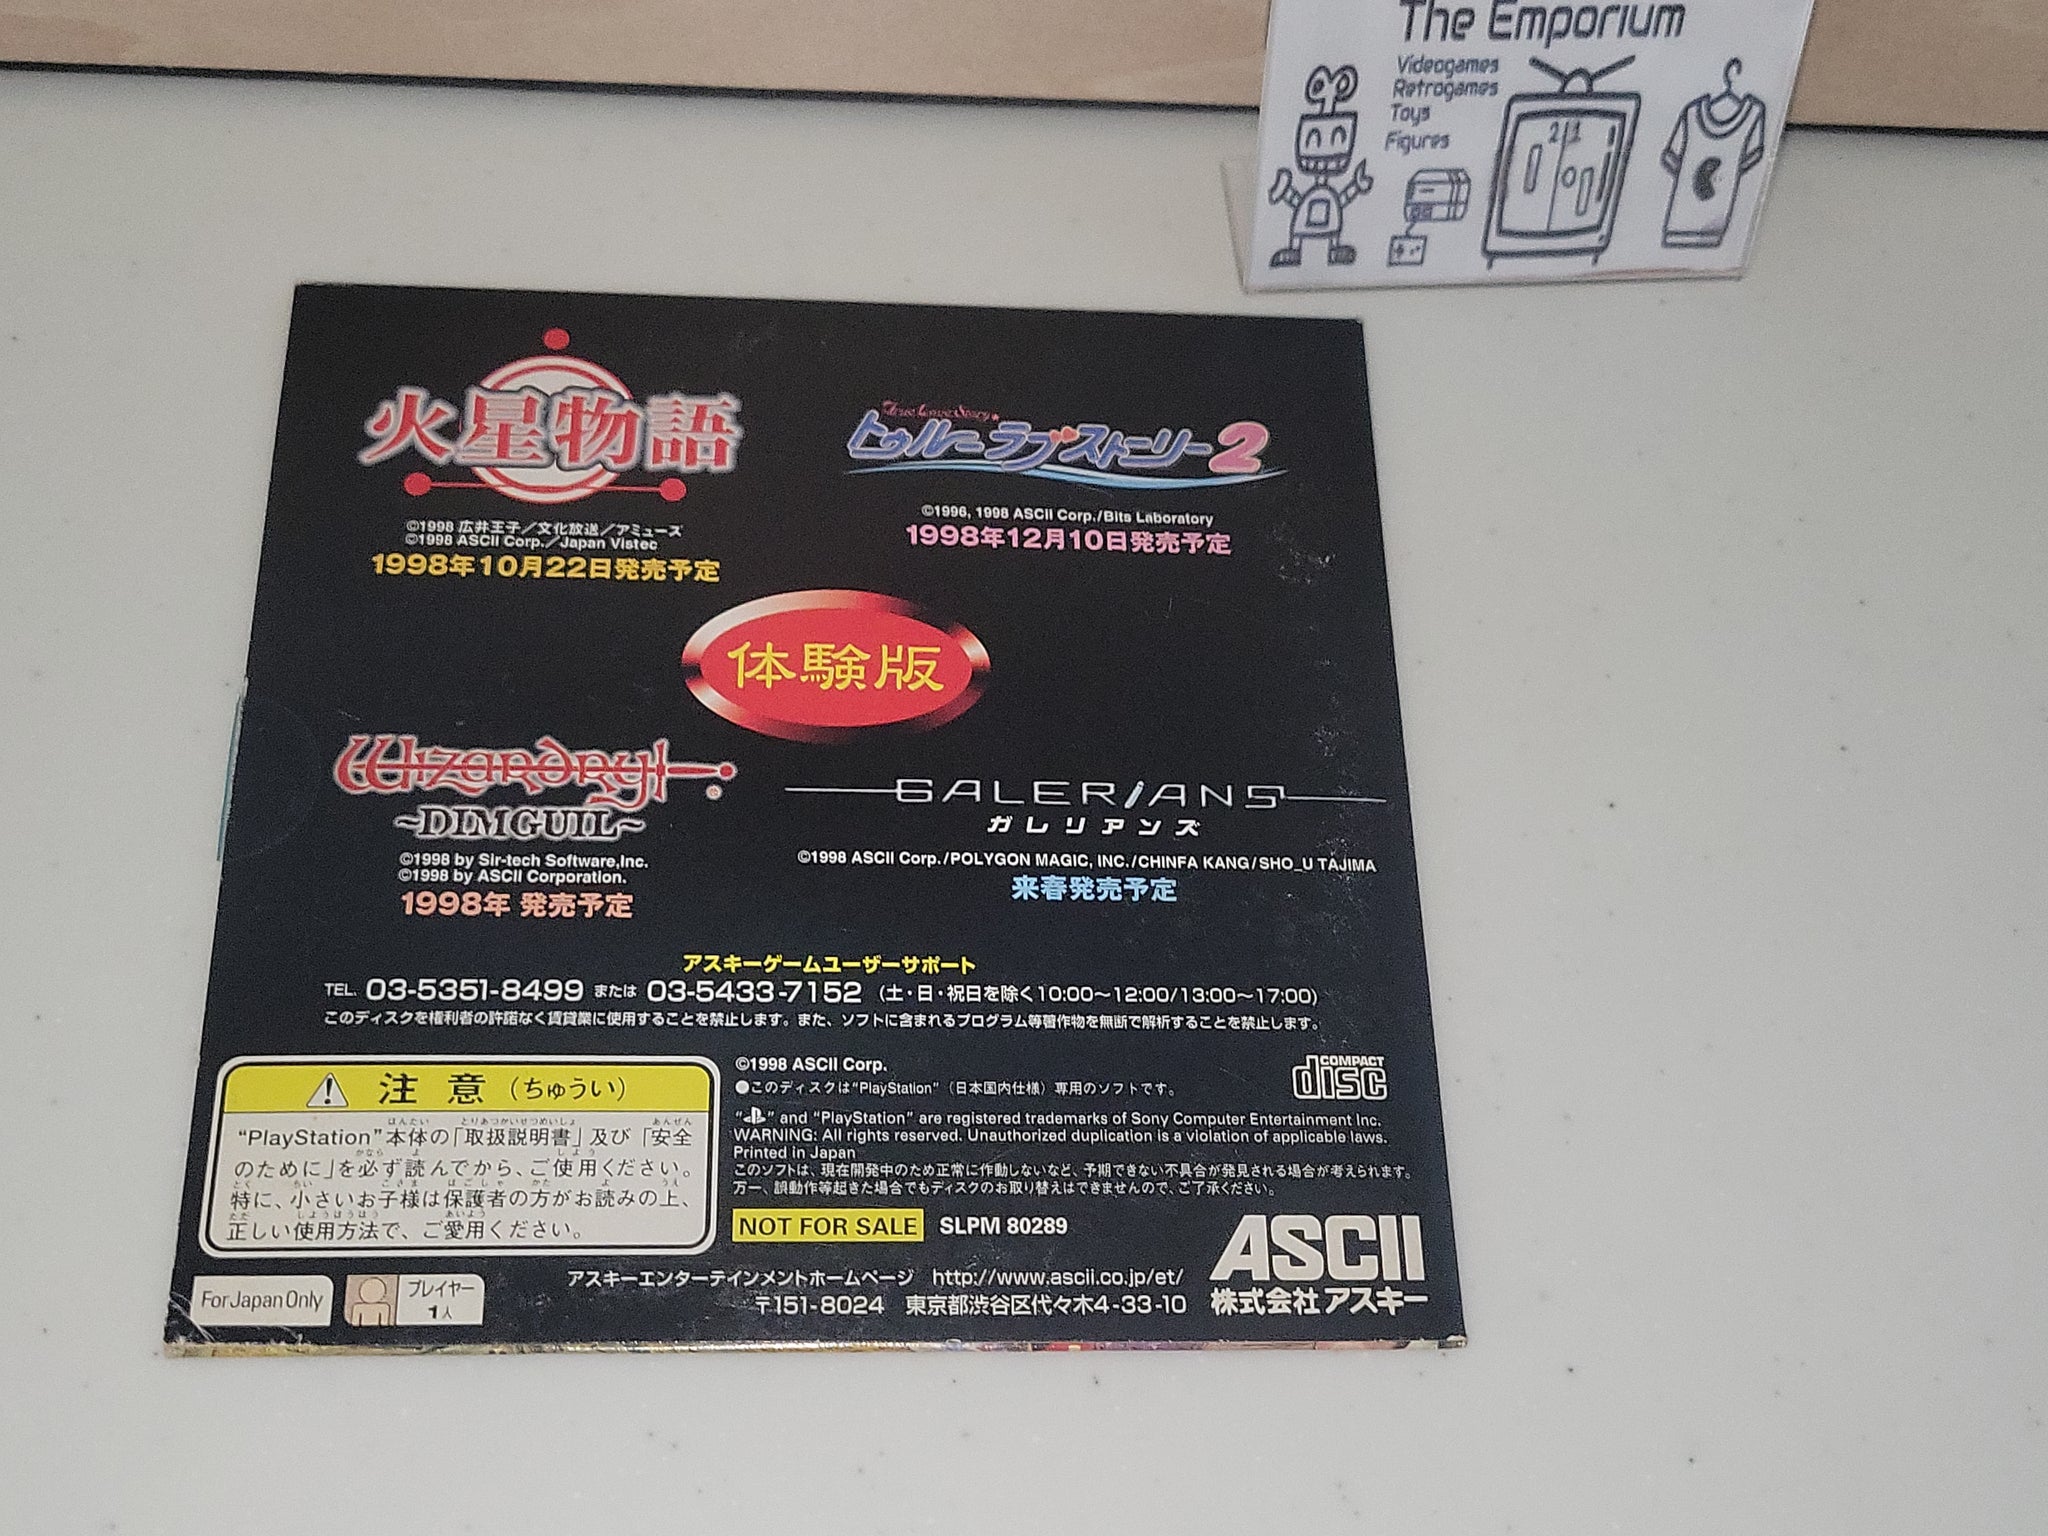 The Emporium
Videogames
Retrogames
Toys
Figures
2 1
火星物語
©1998 広井王子／文化放送／アミューズ
©1998 ASCII Corp.／Japan Vistec
1998年10月22日発売予定
True Love Story
トゥルー・ラブストーリー2
©1996, 1998 ASCII Corp./Bits Laboratory
1998年12月10日発売予定
体験版
Wizardry®
~DIMGUIL~
©1998 by Sir-tech Software,Inc.
©1998 by ASCII Corporation.
1998年 発売予定
GALERIANS
ガレリアンズ
©1998 ASCII Corp./POLYGON MAGIC, INC./CHINFA KANG/SHO_U TAJIMA
来春発売予定
アスキーゲームユーザーサポート
TEL. 03-5351-8499 または 03-5433-7152 (土・日・祝日を除く10:00〜12:00/13:00〜17:00)
このディスクを権利者の許諾なく賃貸業に使用することを禁止します。また、ソフトに含まれるプログラム等著作物を無断で解析することを禁止します。
注 意 (ちゅうい)
"PlayStation"本体の「取扱説明書」及び「安全
のために」を必ず読んでから、ご使用ください。
特に、小さいお子様は保護者の方がお読みの上、
正しい使用方法で、ご愛用ください。
©1998 ASCII Corp.
●このディスクは"PlayStation"（日本国内仕様）専用のソフトです。
COMPACT
disc
" " and "PlayStation" are registered trademarks of Sony Computer Entertainment Inc.
WARNING: All rights reserved. Unauthorized duplication is a violation of applicable laws.
Printed in Japan
このソフトは、現在開発中のため正常に作動しないなど、予期できない不具合が発見される場合が考えられます。
万一、誤動作等起きた場合でもディスクのお取り替えはできませんので、ご了承ください。
NOT FOR SALE SLPM 80289
For Japan Only
プレイヤー
1人
アスキーエンターテインメントホームページ http://www.ascii.co.jp/et/
〒151-8024 東京都渋谷区代々木4-33-10
ASCII
株式会社アスキー